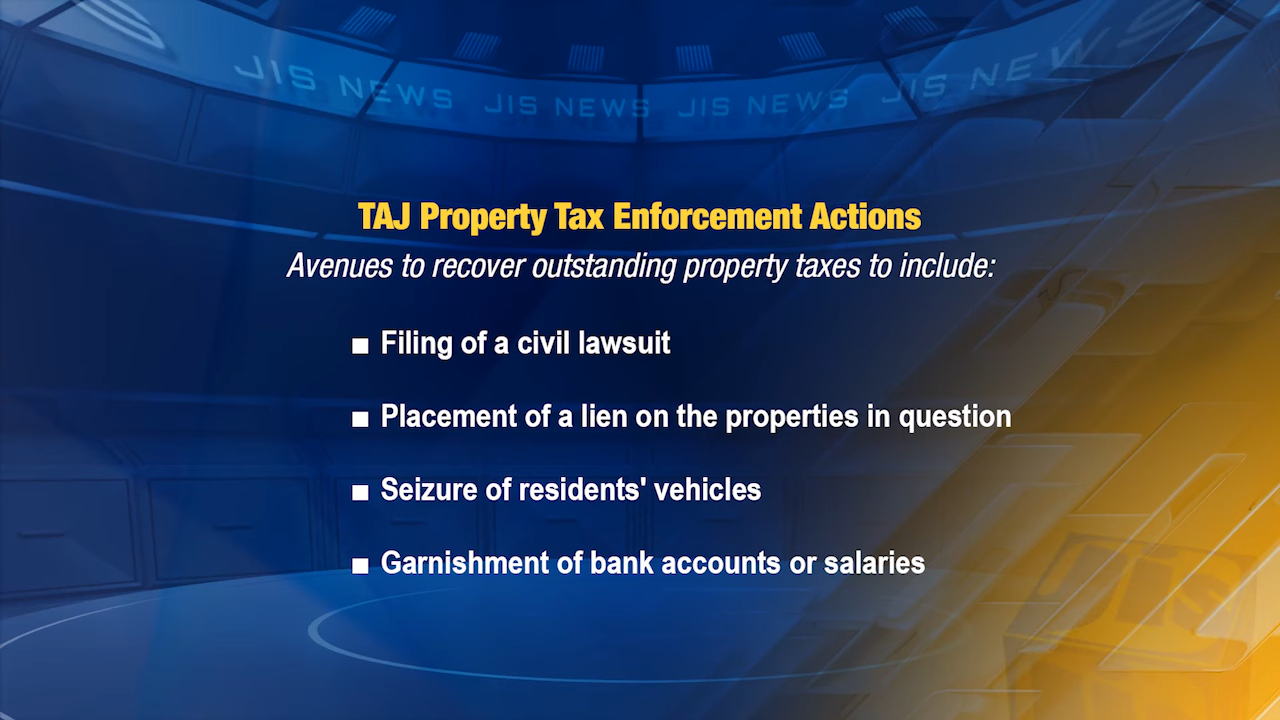 JIS NEWS JIS NEWS JIS NEWS JIS NEWS
TAJ Property Tax Enforcement Actions
Avenues to recover outstanding property taxes to include:
■ Filing of a civil lawsuit
■ Placement of a lien on the properties in question
■ Seizure of residents' vehicles
■ Garnishment of bank accounts or salaries
jis